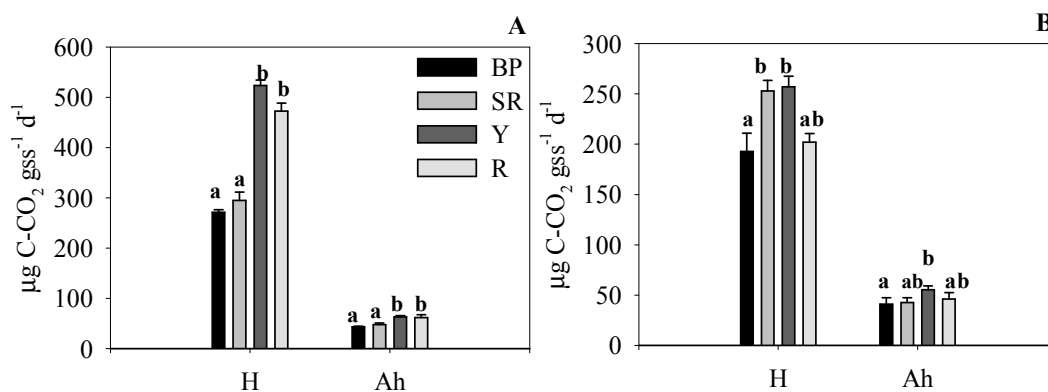 A
600
500
400
300
200
100
0
µg C-CO₂ gss⁻¹ d⁻¹
BP
SR
Y
R
a a b b
a a b b
H Ah
B
300
250
200
150
100
50
0
µg C-CO₂ gss⁻¹ d⁻¹
a b b ab
a ab b ab
H Ah